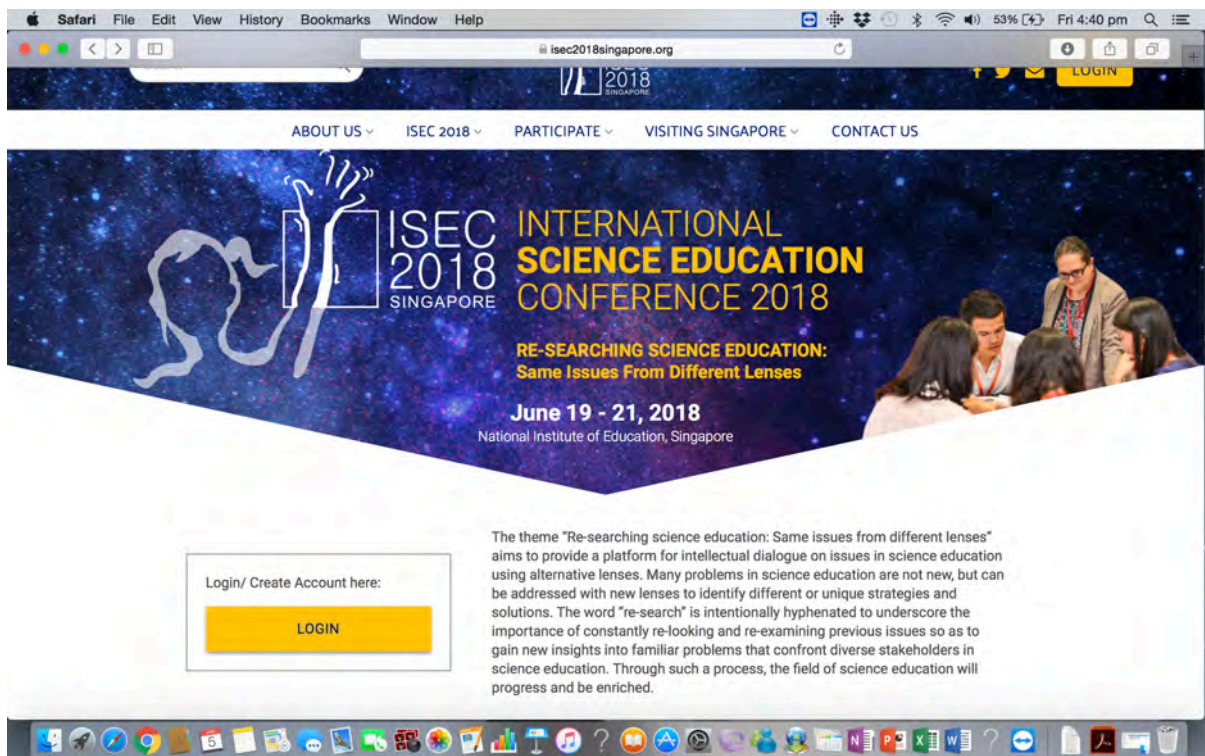 Safari File Edit View History Bookmarks Window Help 53% Fri 4:40 pm
isec2018singapore.org
2018
SINGAPORE
LOGIN
ABOUT US ISEC 2018 PARTICIPATE VISITING SINGAPORE CONTACT US
ISEC
2018
SINGAPORE
INTERNATIONAL
SCIENCE EDUCATION
CONFERENCE 2018
RE-SEARCHING SCIENCE EDUCATION:
Same Issues From Different Lenses
June 19 - 21, 2018
National Institute of Education, Singapore
Login/ Create Account here:
LOGIN
The theme "Re-searching science education: Same issues from different lenses"
aims to provide a platform for intellectual dialogue on issues in science education
using alternative lenses. Many problems in science education are not new, but can
be addressed with new lenses to identify different or unique strategies and
solutions. The word "re-search" is intentionally hyphenated to underscore the
importance of constantly re-looking and re-examining previous issues so as to
gain new insights into familiar problems that confront diverse stakeholders in
science education. Through such a process, the field of science education will
progress and be enriched.
5